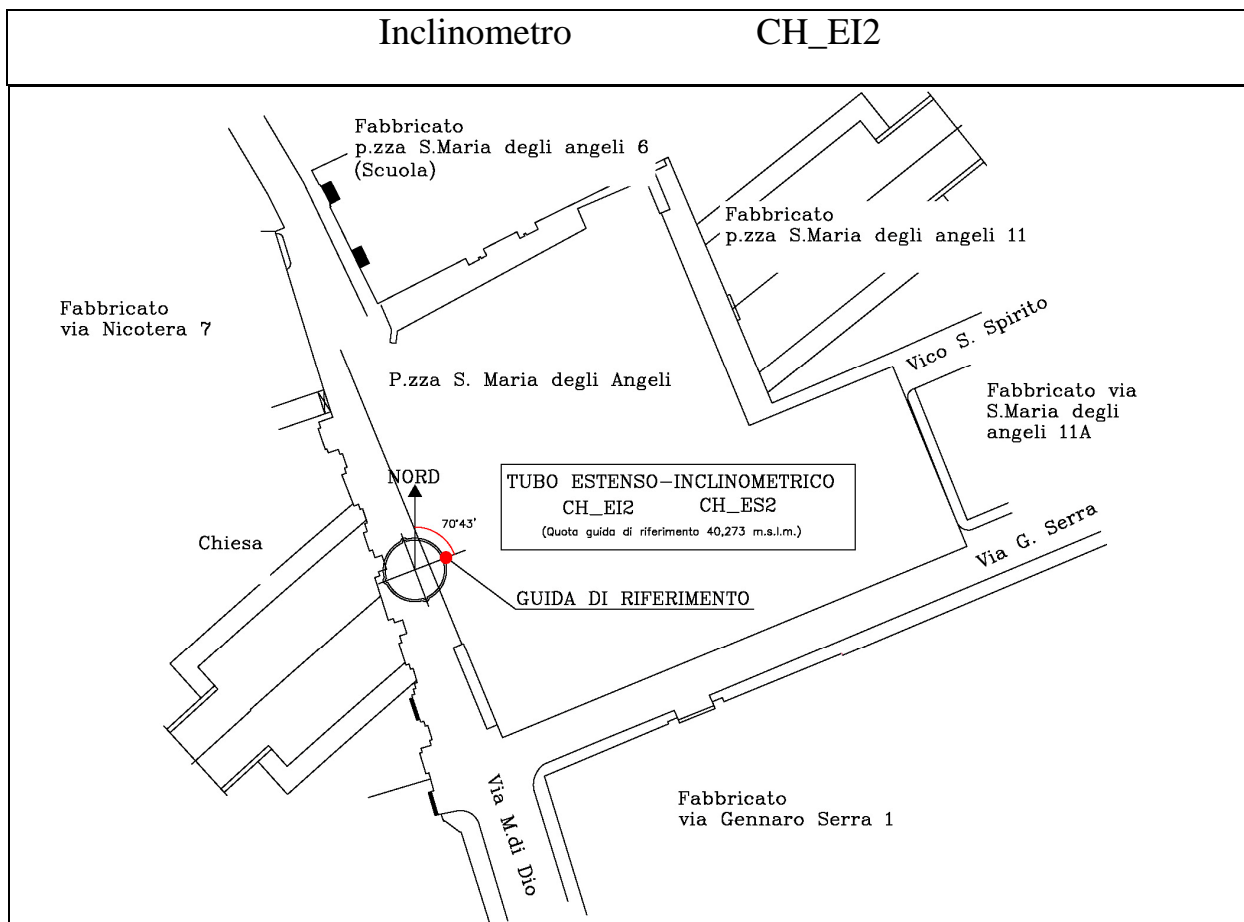 Inclinometro CH_EI2
Fabbricato
p.zza S.Maria degli angeli 6
(Scuola)
Fabbricato
p.zza S.Maria degli angeli 11
Fabbricato
via Nicotera 7
Vico S. Spirito
P.zza S. Maria degli Angeli
Fabbricato via
S.Maria degli
angeli 11A
NORD
70°43'
TUBO ESTENSO-INCLINOMETRICO
CH_EI2 CH_ES2
(Quota guida di riferimento 40,273 m.s.l.m.)
Chiesa
Via G. Serra
GUIDA DI RIFERIMENTO
Via M.di Dio
Fabbricato
via Gennaro Serra 1